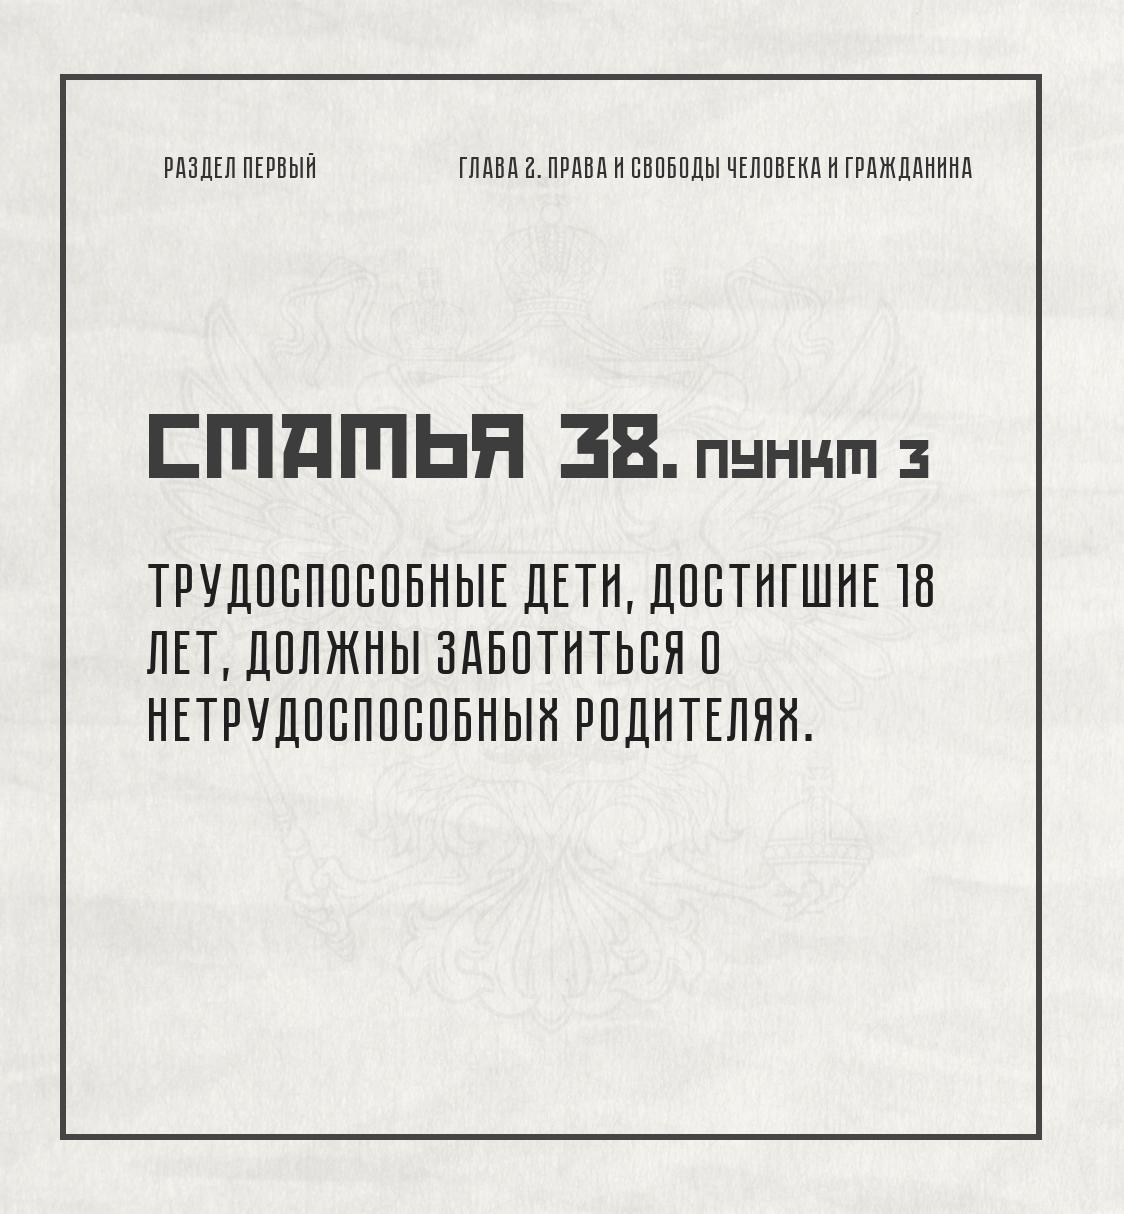 РАЗДЕЛ ПЕРВЫЙ ГЛАВА 2. ПРАВА И СВОБОДЫ ЧЕЛОВЕКА И ГРАЖДАНИНА
СТАТЬЯ 38. ПУНКТ 3
ТРУДОСПОСОБНЫЕ ДЕТИ, ДОСТИГШИЕ 18
ЛЕТ, ДОЛЖНЫ ЗАБОТИТЬСЯ О
НЕТРУДОСПОСОБНЫХ РОДИТЕЛЯХ.